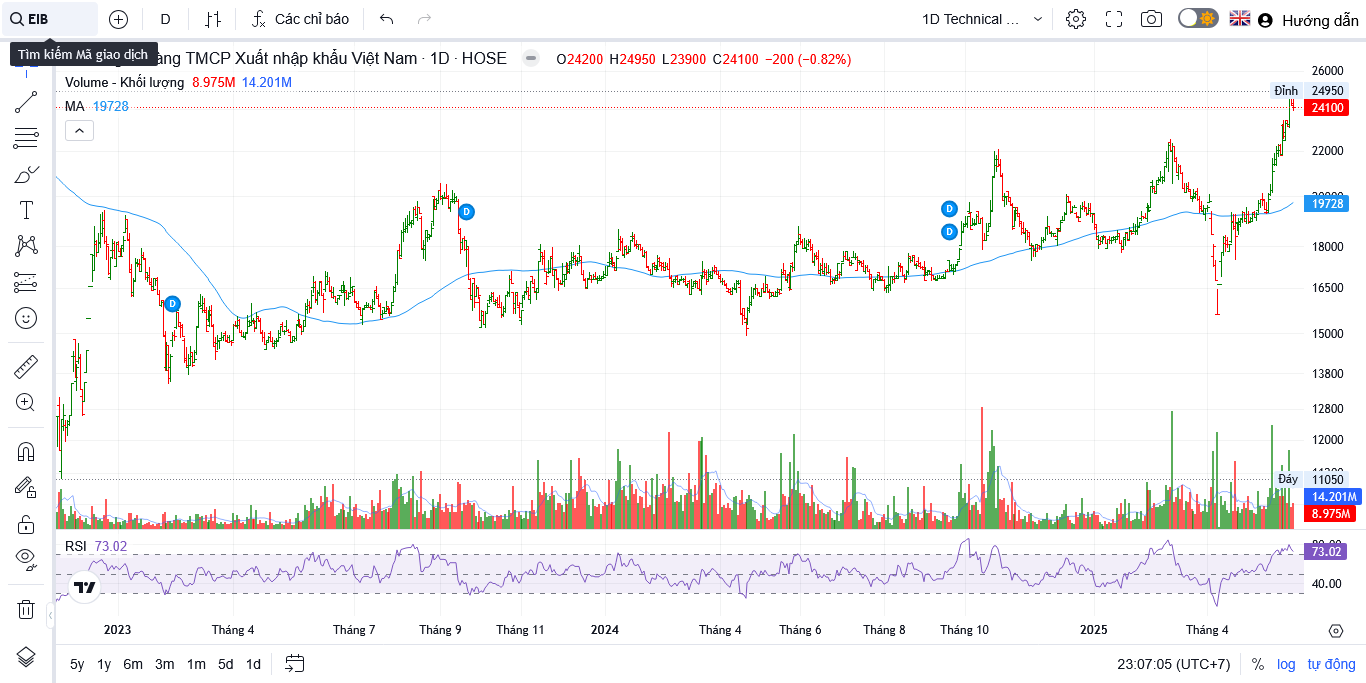 EIB
D
Các chỉ báo
1D Technical ...
Hướng dẫn
Tìm kiếm Mã giao dịch
àng TMCP Xuất nhập khẩu Việt Nam · 1D · HOSE
O24200 H24950 L23900 C24100 −200 (−0.82%)
Volume - Khối lượng 8.975M 14.201M
MA 19728
26000
Đỉnh 24950
24100
22000
19728
18000
16500
15000
13800
12800
12000
Đáy 11050
14.201M
8.975M
D
D
D
D
RSI 73.02
73.02
40.00
2023 Tháng 4 Tháng 7 Tháng 9 Tháng 11 2024 Tháng 4 Tháng 6 Tháng 8 Tháng 10 2025 Tháng 4
5y 1y 6m 3m 1m 5d 1d
23:07:05 (UTC+7) % log tự động